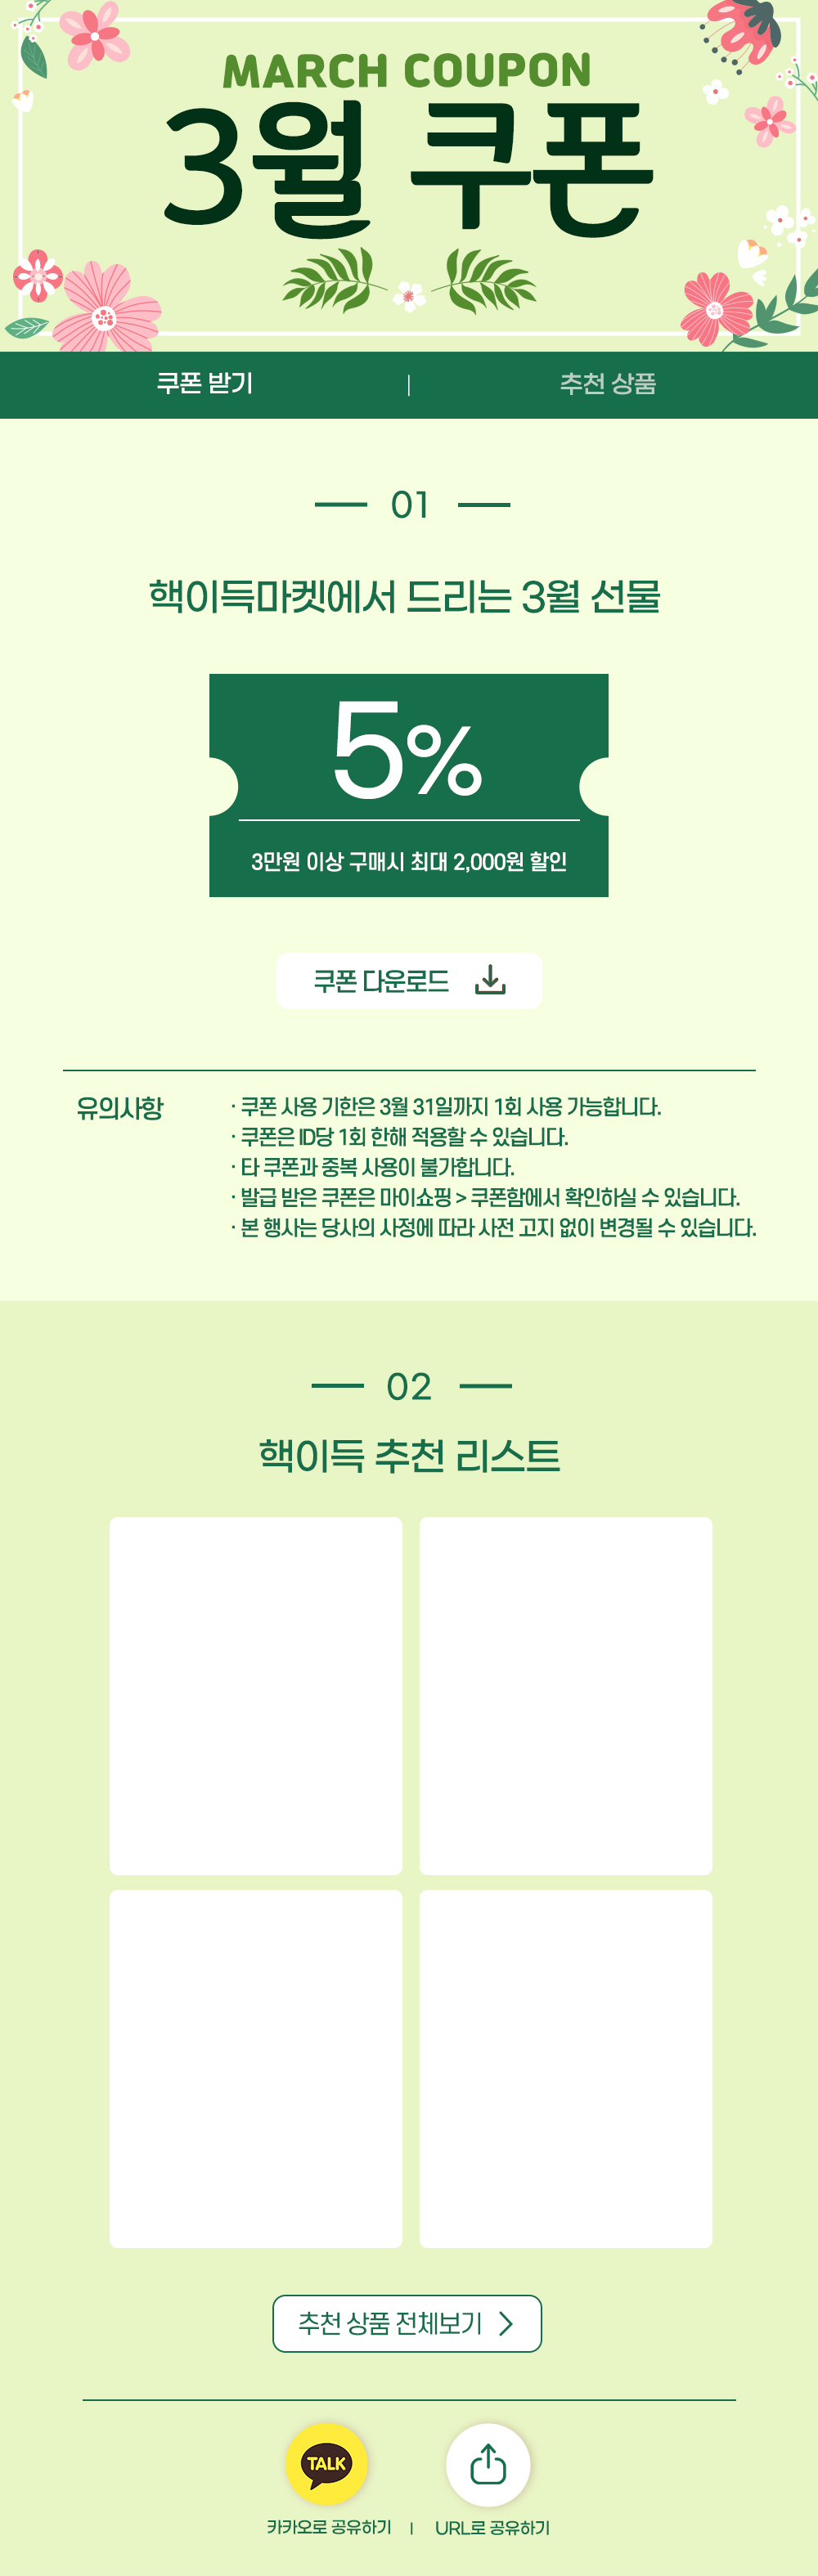 MARCH COUPON
3월 쿠폰
쿠폰 받기 | 추천 상품
01
핵이득마켓에서 드리는 3월 선물
5%
3만원 이상 구매시 최대 2,000원 할인
쿠폰 다운로드
유의사항
· 쿠폰 사용 기한은 3월 31일까지 1회 사용 가능합니다.
· 쿠폰은 ID당 1회 한해 적용할 수 있습니다.
· 타 쿠폰과 중복 사용이 불가합니다.
· 발급 받은 쿠폰은 마이쇼핑 > 쿠폰함에서 확인하실 수 있습니다.
· 본 행사는 당사의 사정에 따라 사전 고지 없이 변경될 수 있습니다.
02
핵이득 추천 리스트
추천 상품 전체보기
TALK
카카오로 공유하기 | URL로 공유하기